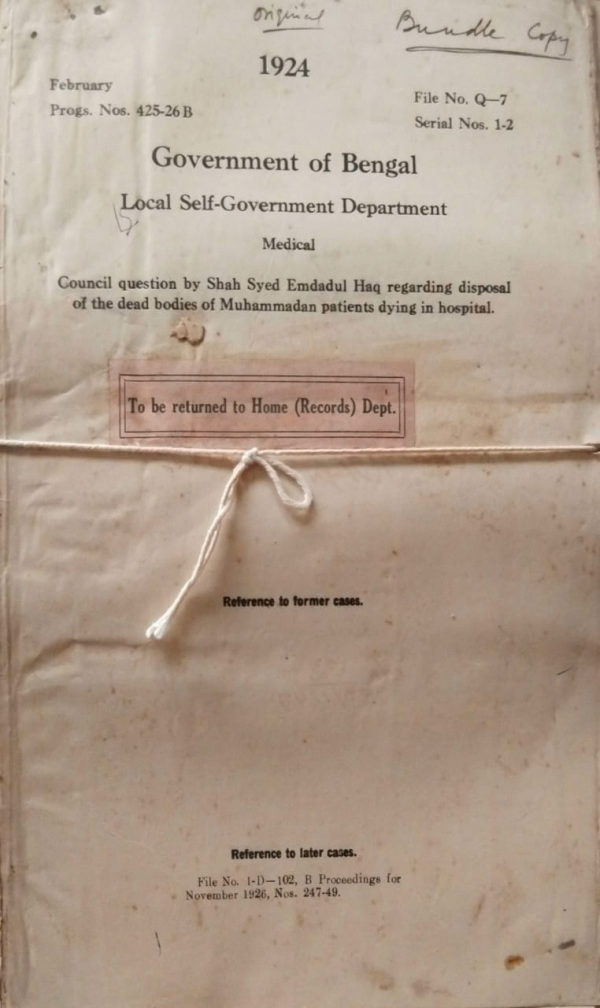 Original
Bundle Copy
1924
February
Progs. Nos. 425-26 B
File No. Q—7
Serial Nos. 1-2
Government of Bengal
Local Self-Government Department
Medical
Council question by Shah Syed Emdadul Haq regarding disposal
of the dead bodies of Muhammadan patients dying in hospital.
To be returned to Home (Records) Dept.
Reference to former cases.
Reference to later cases.
File No. 1-D—102, B Proceedings for
November 1926, Nos. 247-49.